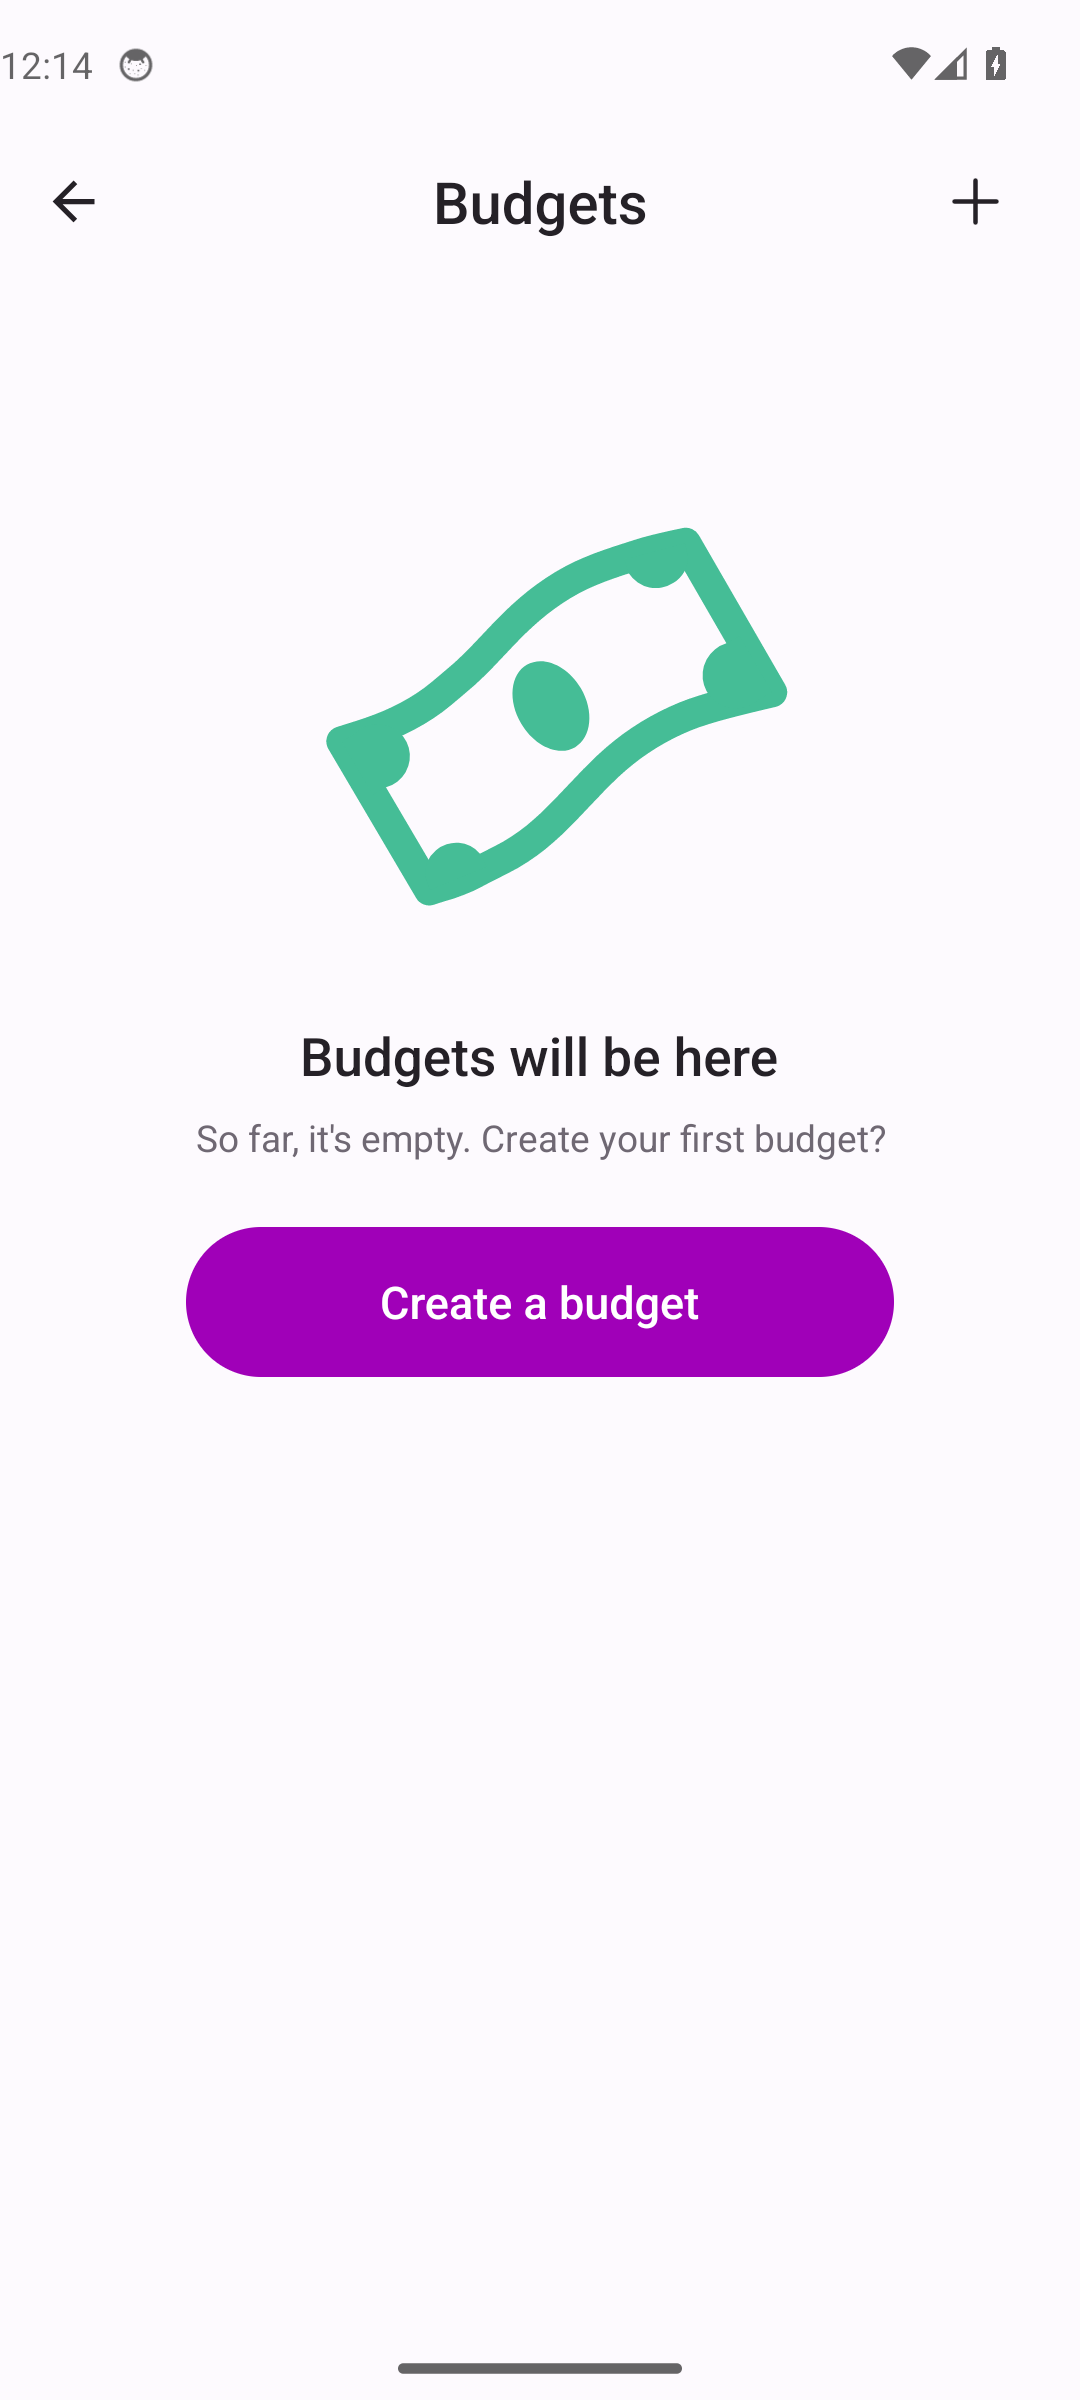 12:14
Budgets
Budgets will be here
So far, it's empty. Create your first budget?
Create a budget